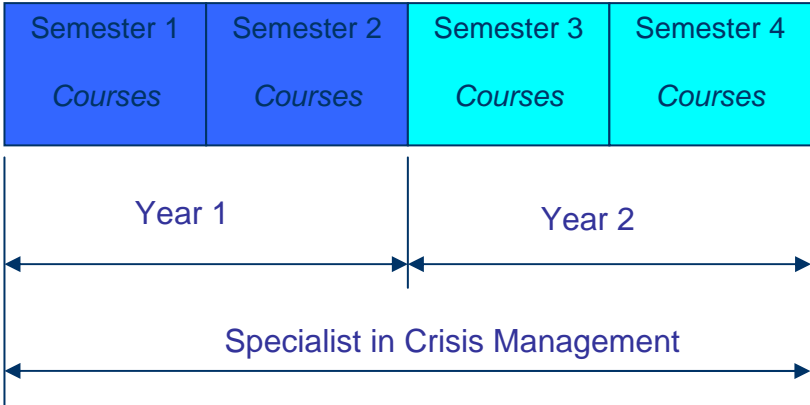 Semester 1 Semester 2 Semester 3 Semester 4
Courses Courses Courses Courses
Year 1 Year 2
Specialist in Crisis Management